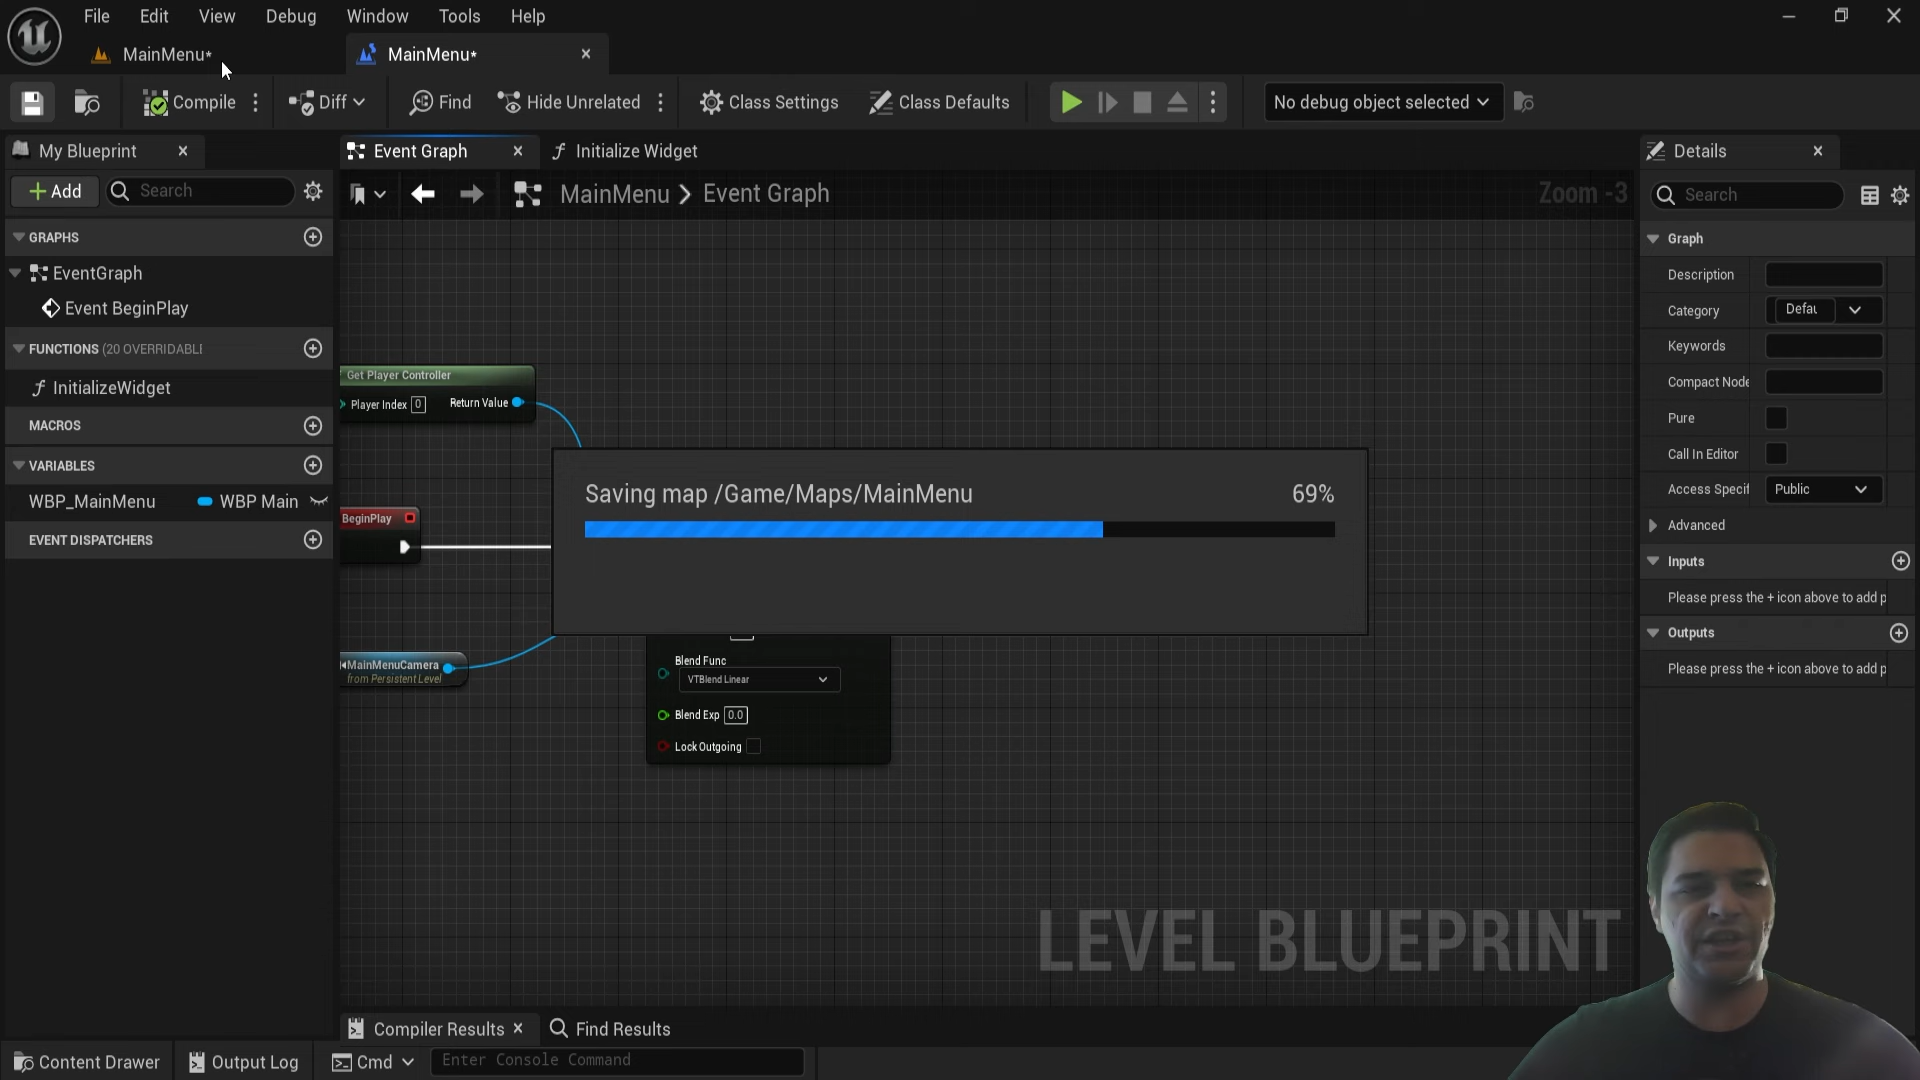 File Edit View Debug Window Tools Help
MainMenu* MainMenu*
Compile Diff Find Hide Unrelated Class Settings Class Defaults No debug object selected
My Blueprint Event Graph Initialize Widget Details
Add Search MainMenu > Event Graph Zoom -3 Search
GRAPHS
EventGraph
Event BeginPlay
FUNCTIONS (20 OVERRIDABLI
InitializeWidget
MACROS
VARIABLES
WBP_MainMenu WBP Main
EVENT DISPATCHERS
Get Player Controller
Player Index 0 Return Value
BeginPlay
MainMenuCamera
from Persistent Level
Saving map /Game/Maps/MainMenu 69%
Blend Func
VTBlend Linear
Blend Exp 0.0
Lock Outgoing
LEVEL BLUEPRINT
Graph
Description
Category Defau
Keywords
Compact Node
Pure
Call In Editor
Access Specif Public
Advanced
Inputs
Please press the + icon above to add p
Outputs
Please press the + icon above to add p
Compiler Results Find Results
Content Drawer Output Log Cmd Enter Console Command